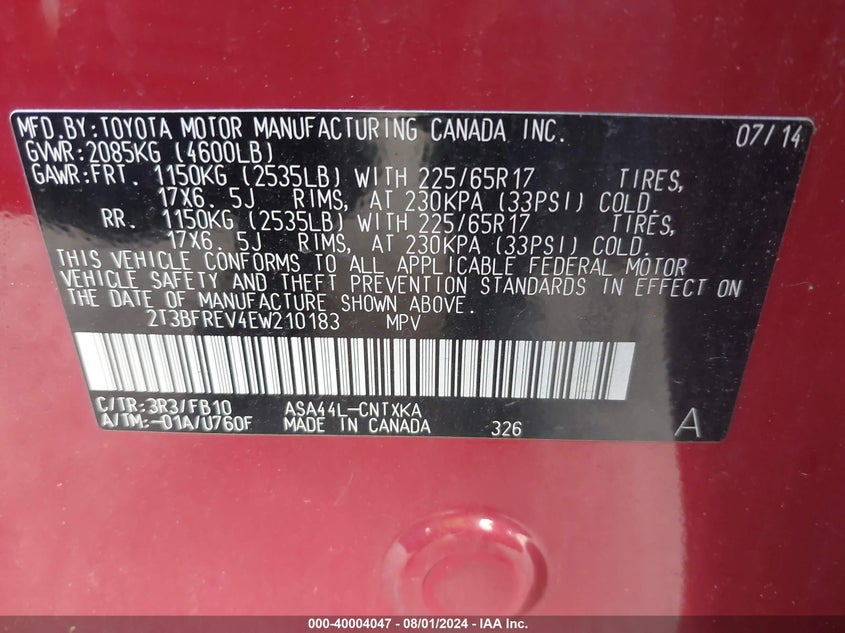 MFD.BY:TOYOTA MOTOR MANUFACTURING CANADA INC. 07/14
GVWR:2085KG (4600LB)
GAWR:FRT. 1150KG (2535LB) WITH 225/65R17 TIRES,
17X6.5J RIMS, AT 230KPA (33PSI) COLD.
RR. 1150KG (2535LB) WITH 225/65R17 TIRES,
17X6.5J RIMS, AT 230KPA (33PSI) COLD.
THIS VEHICLE CONFORMS TO ALL APPLICABLE FEDERAL MOTOR
VEHICLE SAFETY AND THEFT PREVENTION STANDARDS IN EFFECT ON
THE DATE OF MANUFACTURE SHOWN ABOVE.
2T3BFREV4EW210183 MPV
C/TR:3R3/FB10 ASA44L-CNTXKA
A/TM:-01A/U760F MADE IN CANADA 326 A
000-40004047 - 08/01/2024 - IAA Inc.